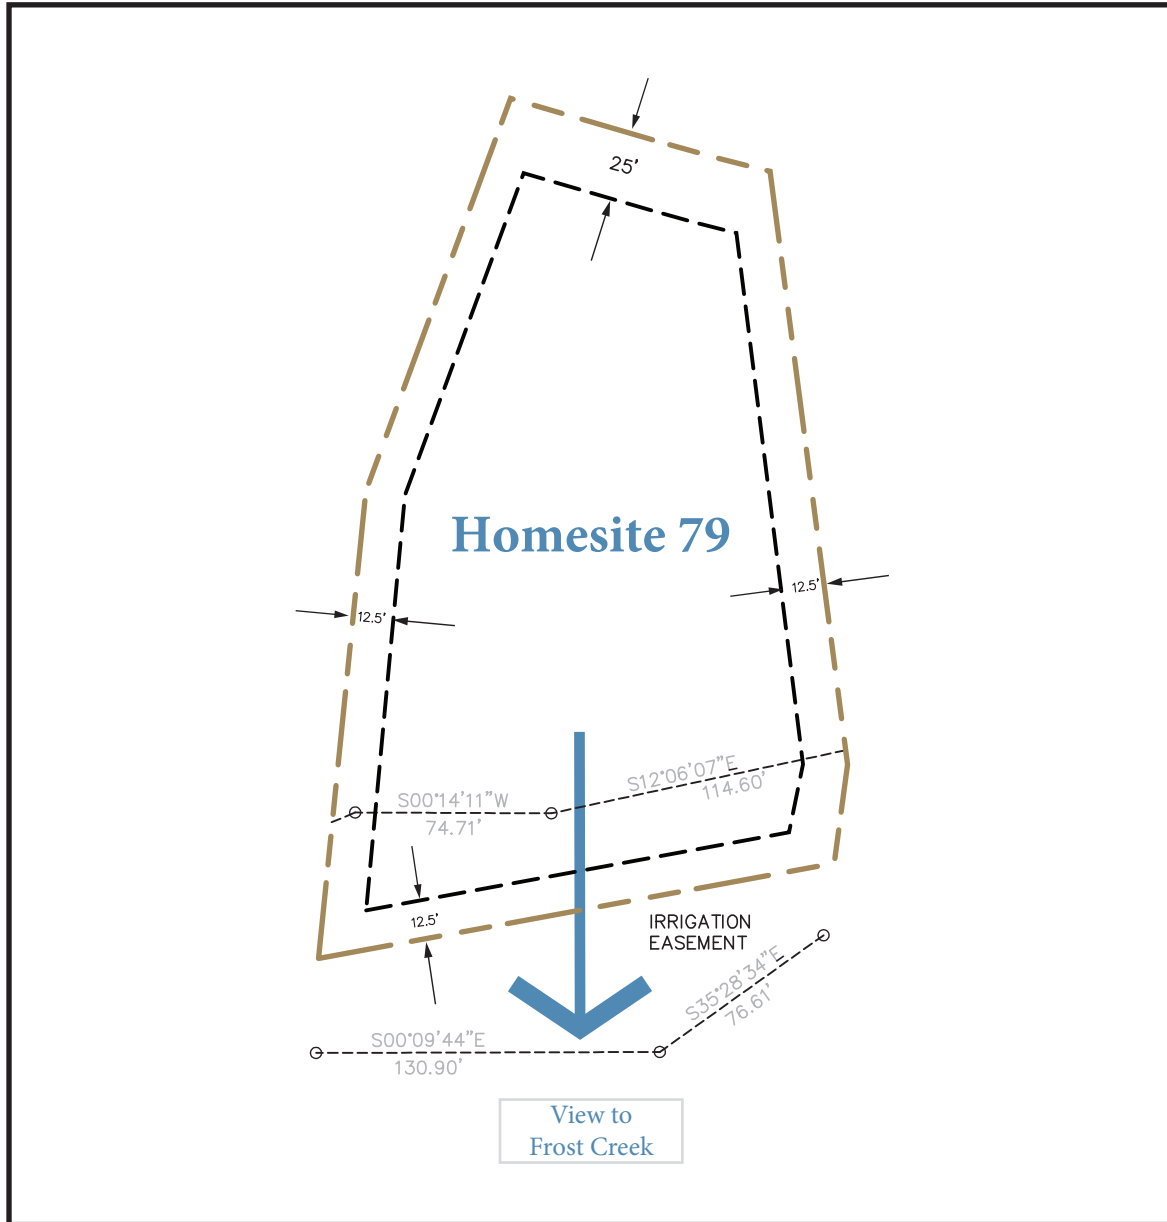 25'
Homesite 79
12.5'
12.5'
S12°06'07"E
114.60'
S00°14'11"W
74.71'
12.5'
IRRIGATION
EASEMENT
S35°28'34"E
76.61'
S00°09'44"E
130.90'
View to
Frost Creek